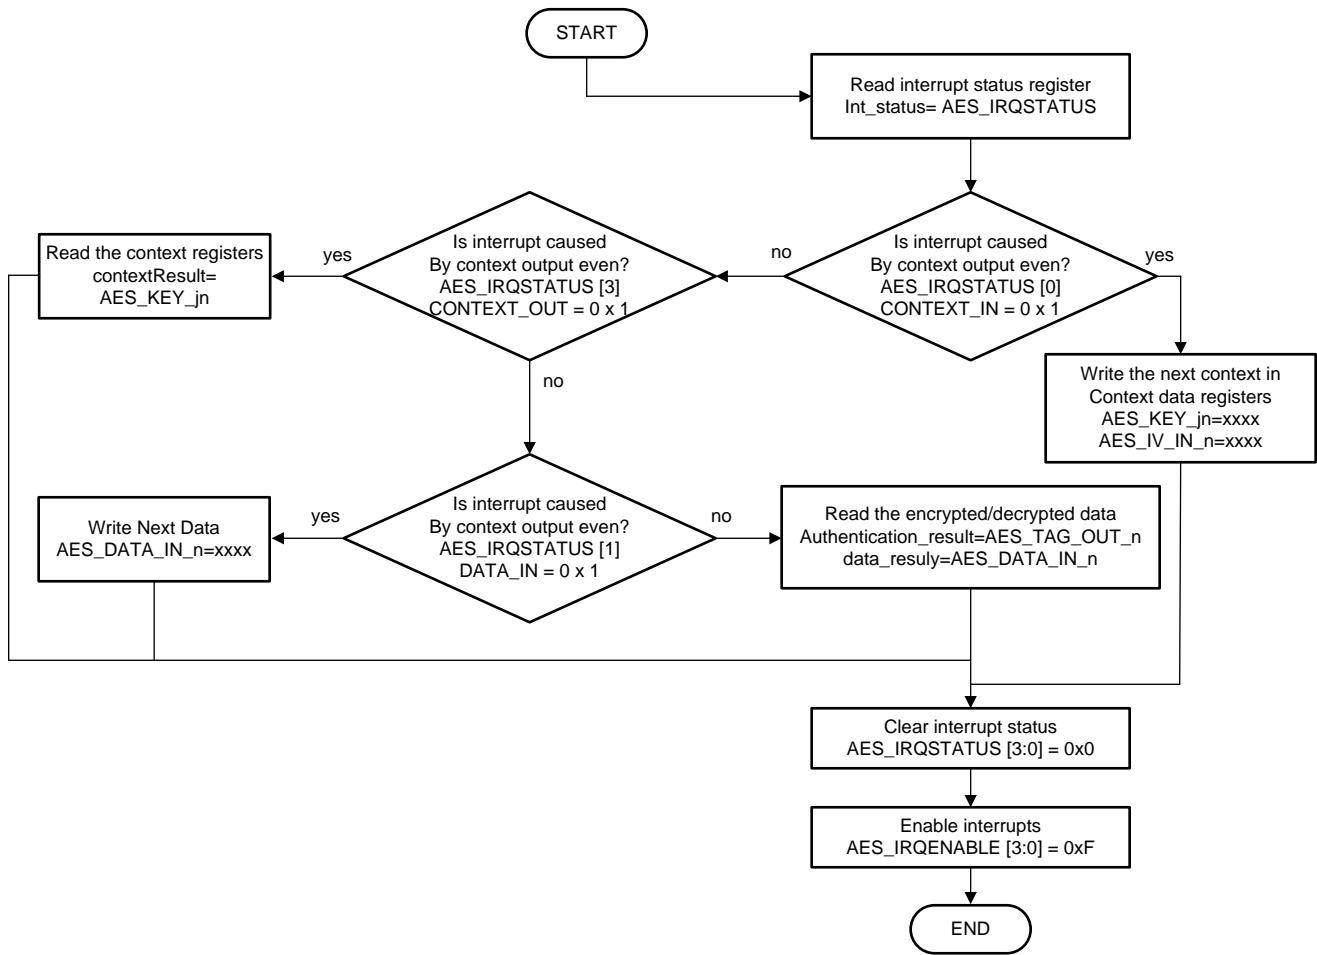 START
Read interrupt status register
Int_status= AES_IRQSTATUS
Is interrupt caused
By context output even?
AES_IRQSTATUS [0]
CONTEXT_IN = 0 x 1
yes
no
Is interrupt caused
By context output even?
AES_IRQSTATUS [3]
CONTEXT_OUT = 0 x 1
yes
Read the context registers
contextResult=
AES_KEY_jn
no
Write the next context in
Context data registers
AES_KEY_jn=xxxx
AES_IV_IN_n=xxxx
Is interrupt caused
By context output even?
AES_IRQSTATUS [1]
DATA_IN = 0 x 1
yes
Write Next Data
AES_DATA_IN_n=xxxx
no
Read the encrypted/decrypted data
Authentication_result=AES_TAG_OUT_n
data_resuly=AES_DATA_IN_n
Clear interrupt status
AES_IRQSTATUS [3:0] = 0x0
Enable interrupts
AES_IRQENABLE [3:0] = 0xF
END